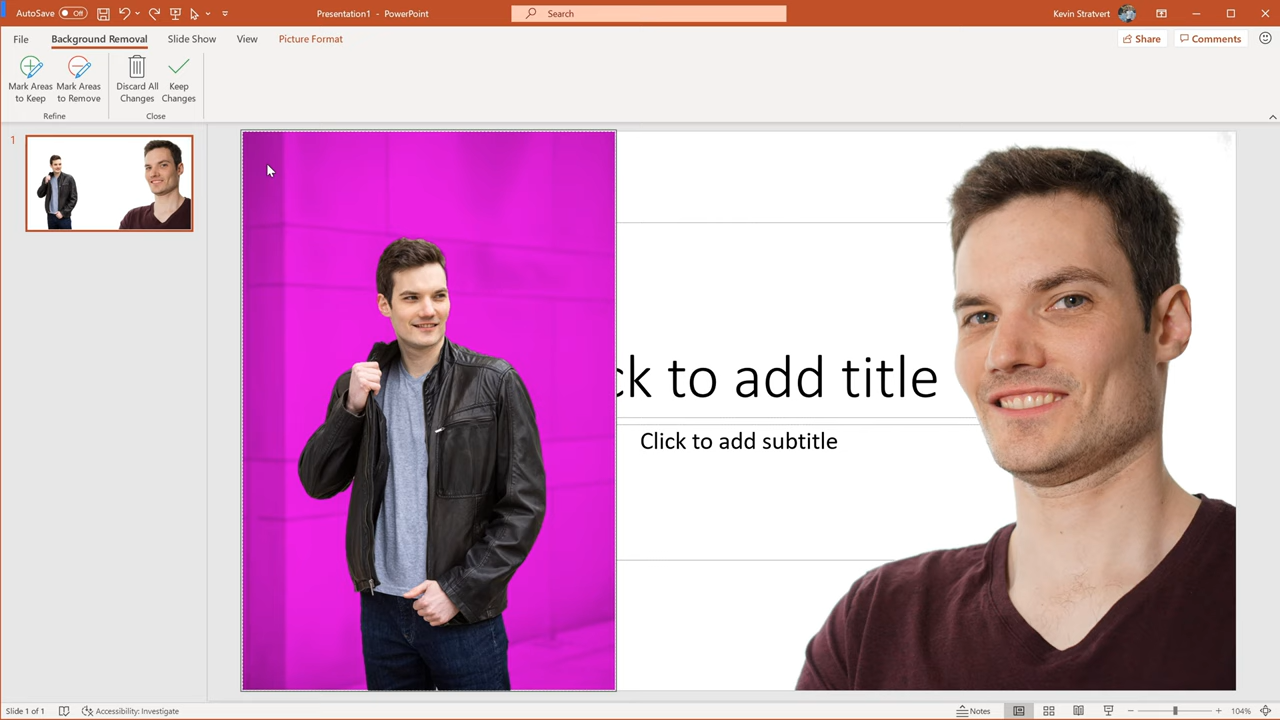 AutoSave Off Presentation1 - PowerPoint Search Kevin Stratvert
File Background Removal Slide Show View Picture Format Share Comments
Mark Areas to Keep
Mark Areas to Remove
Discard All Changes
Keep Changes
Refine Close
1
ck to add title
Click to add subtitle
Slide 1 of 1 Accessibility: Investigate Notes 104%